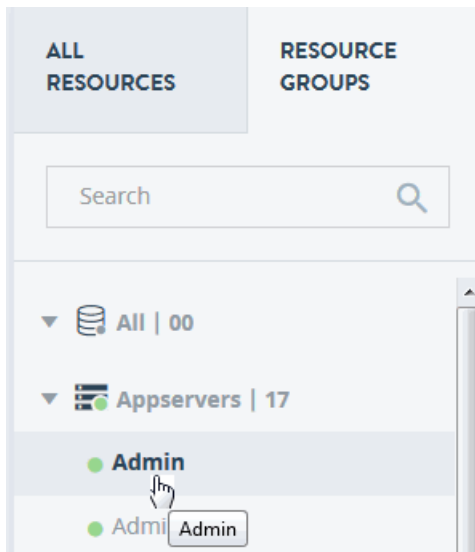 ALL
RESOURCES
RESOURCE
GROUPS
Search
All | 00
Appservers | 17
Admin
Admi
Admin